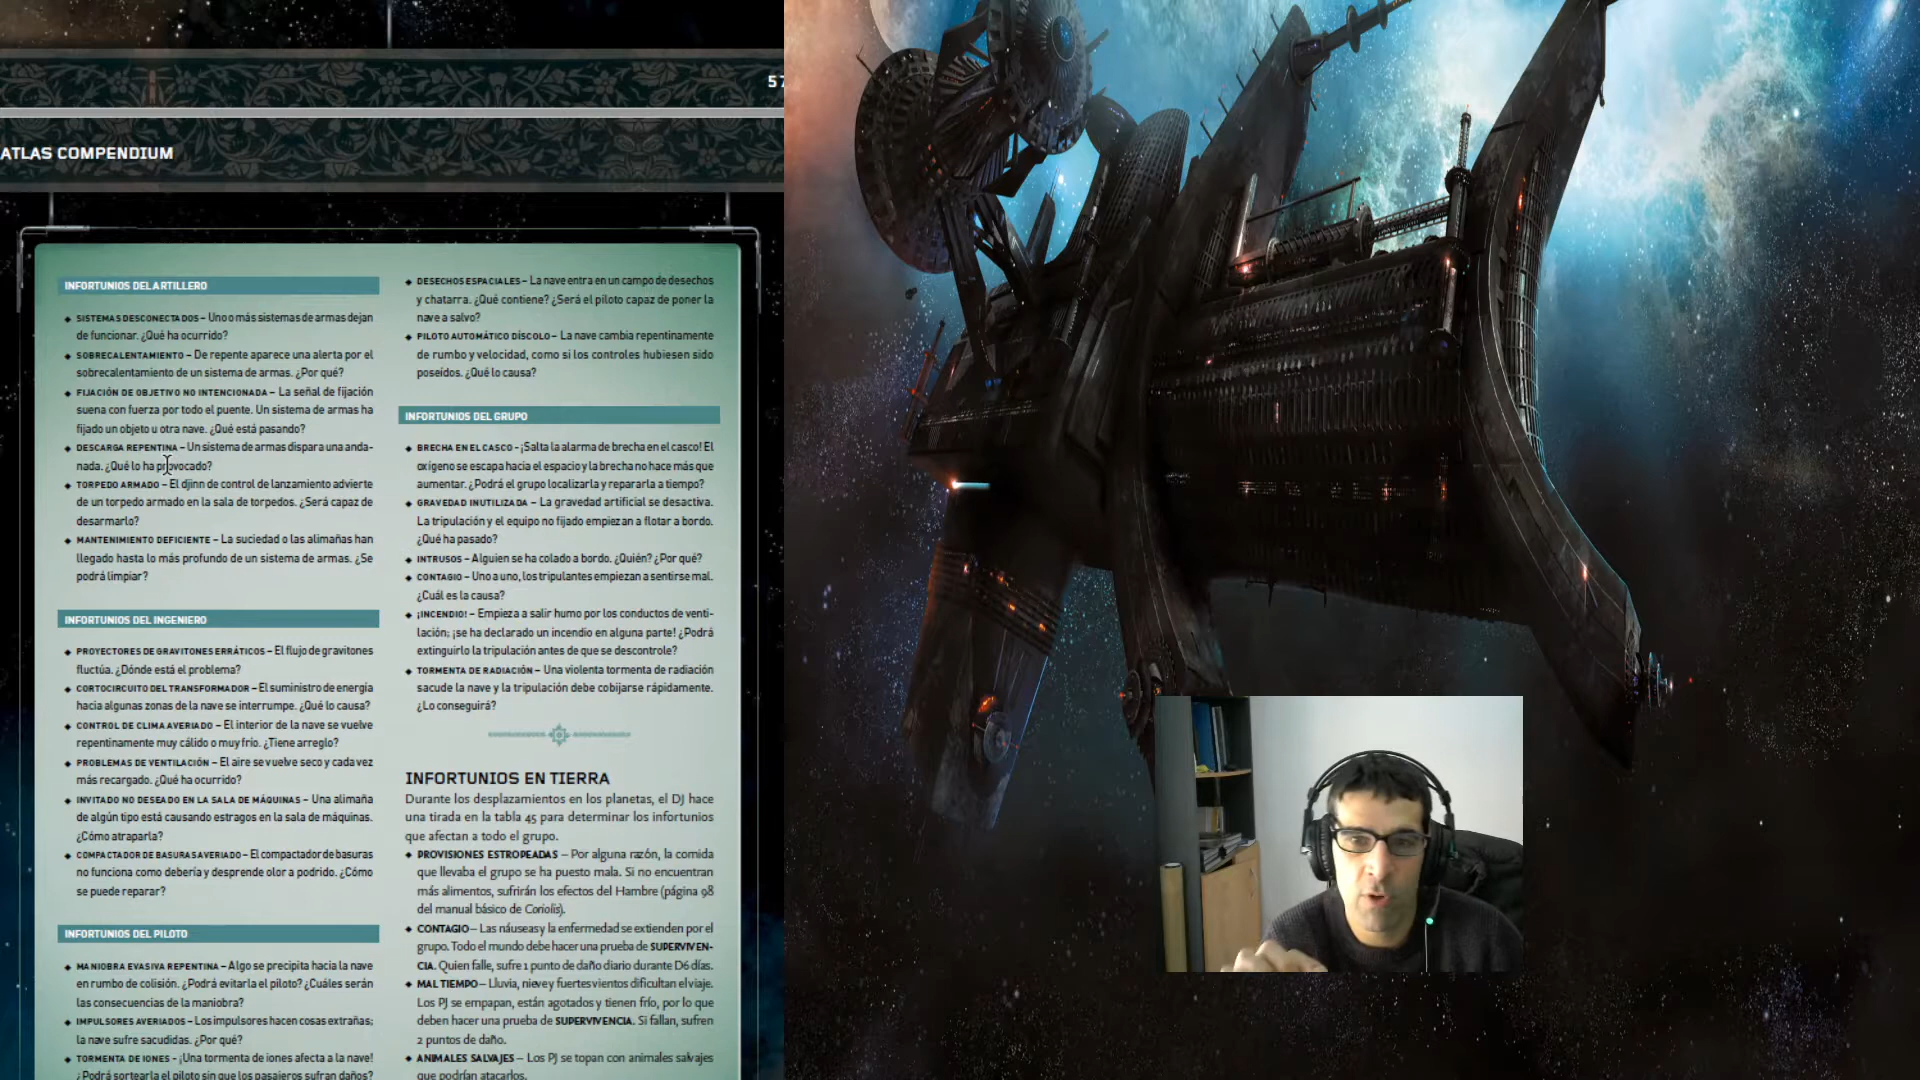 57
ATLAS COMPENDIUM
INFORTUNIOS DEL ARTILLERO
◆ SISTEMAS DESCONECTADOS – Uno o más sistemas de armas dejan
de funcionar. ¿Qué ha ocurrido?
◆ SOBRECALENTAMIENTO – De repente aparece una alerta por el
sobrecalentamiento de un sistema de armas. ¿Por qué?
◆ FIJACIÓN DE OBJETIVO NO INTENCIONADA – La señal de fijación
suena con fuerza por todo el puente. Un sistema de armas ha
fijado un objeto u otra nave. ¿Qué está pasando?
◆ DESCARGA REPENTINA – Un sistema de armas dispara una anda-
nada. ¿Qué lo ha provocado?
◆ TORPEDO ARMADO – El djinn de control de lanzamiento advierte
de un torpedo armado en la sala de torpedos. ¿Será capaz de
desarmarlo?
◆ MANTENIMIENTO DEFICIENTE – La suciedad o las alimañas han
llegado hasta lo más profundo de un sistema de armas. ¿Se
podrá limpiar?
INFORTUNIOS DEL INGENIERO
◆ PROYECTORES DE GRAVITONES ERRÁTICOS – El flujo de gravitones
fluctúa. ¿Dónde está el problema?
◆ CORTOCIRCUITO DEL TRANSFORMADOR – El suministro de energía
hacia algunas zonas de la nave se interrumpe. ¿Qué lo causa?
◆ CONTROL DE CLIMA AVERIADO – El interior de la nave se vuelve
repentinamente muy cálido o muy frío. ¿Tiene arreglo?
◆ PROBLEMAS DE VENTILACIÓN – El aire se vuelve seco y cada vez
más recargado. ¿Qué ha ocurrido?
◆ INVITADO NO DESEADO EN LA SALA DE MÁQUINAS – Una alimaña
de algún tipo está causando estragos en la sala de máquinas.
¿Cómo atraparla?
◆ COMPACTADOR DE BASURAS AVERIADO – El compactador de basuras
no funciona como debería y desprende olor a podrido. ¿Cómo
se puede reparar?
INFORTUNIOS DEL PILOTO
◆ MANIOBRA EVASIVA REPENTINA – Algo se precipita hacia la nave
en rumbo de colisión. ¿Podrá evitarla el piloto? ¿Cuáles serán
las consecuencias de la maniobra?
◆ IMPULSORES AVERIADOS – Los impulsores hacen cosas extrañas;
la nave sufre sacudidas. ¿Por qué?
◆ TORMENTA DE IONES - ¡Una tormenta de iones afecta a la nave!
¿Podrá sortearla el piloto sin que los pasajeros sufran daños?
◆ DESECHOS ESPACIALES – La nave entra en un campo de desechos
y chatarra. ¿Qué contiene? ¿Será el piloto capaz de poner la
nave a salvo?
◆ PILOTO AUTOMÁTICO DÍSCOLO – La nave cambia repentinamente
de rumbo y velocidad, como si los controles hubiesen sido
poseídos. ¿Qué lo causa?
INFORTUNIOS DEL GRUPO
◆ BRECHA EN EL CASCO - ¡Salta la alarma de brecha en el casco! El
oxígeno se escapa hacia el espacio y la brecha no hace más que
aumentar. ¿Podrá el grupo localizarla y repararla a tiempo?
◆ GRAVEDAD INUTILIZADA – La gravedad artificial se desactiva.
La tripulación y el equipo no fijado empiezan a flotar a bordo.
¿Qué ha pasado?
◆ INTRUSOS – Alguien se ha colado a bordo. ¿Quién? ¿Por qué?
◆ CONTAGIO – Uno a uno, los tripulantes empiezan a sentirse mal.
¿Cuál es la causa?
◆ ¡INCENDIO! – Empieza a salir humo por los conductos de venti-
lación; ¡se ha declarado un incendio en alguna parte! ¿Podrá
extinguirlo la tripulación antes de que se descontrole?
◆ TORMENTA DE RADIACIÓN – Una violenta tormenta de radiación
sacude la nave y la tripulación debe cobijarse rápidamente.
¿Lo conseguirá?
INFORTUNIOS EN TIERRA
Durante los desplazamientos en los planetas, el DJ hace
una tirada en la tabla 45 para determinar los infortunios
que afectan a todo el grupo.
◆ PROVISIONES ESTROPEADAS – Por alguna razón, la comida
que llevaba el grupo se ha puesto mala. Si no encuentran
más alimentos, sufrirán los efectos del Hambre (página 98
del manual básico de Coriolis).
◆ CONTAGIO – Las náuseas y la enfermedad se extienden por el
grupo. Todo el mundo debe hacer una prueba de SUPERVIVEN-
CIA. Quien falle, sufre 1 punto de daño diario durante D6 días.
◆ MAL TIEMPO – Lluvia, nieve y fuertes vientos dificultan el viaje.
Los PJ se empapan, están agotados y tienen frío, por lo que
deben hacer una prueba de SUPERVIVENCIA. Si fallan, sufren
2 puntos de daño.
◆ ANIMALES SALVAJES – Los PJ se topan con animales salvajes
que podrían atacarlos.